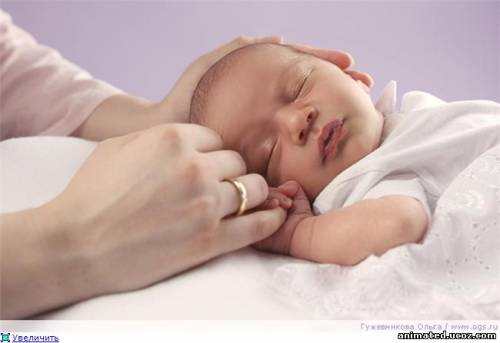 Гужевникова Ольга / www.ogs.ru
Увеличить
animated.ucoz.com